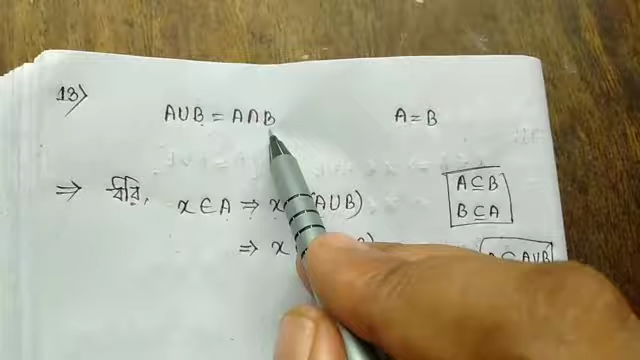 13)
A∪B = A∩B A = B
⇒ ধরি, x∈A ⇒ x (A∪B) A⊆B
B⊆A
⇒ x B) A⊆A∪B